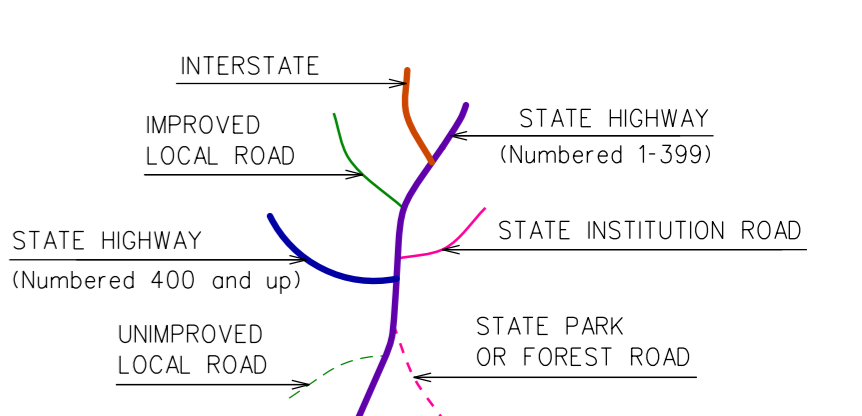 INTERSTATE
IMPROVED
LOCAL ROAD
STATE HIGHWAY
(Numbered 1-399)
STATE HIGHWAY
(Numbered 400 and up)
STATE INSTITUTION ROAD
UNIMPROVED
LOCAL ROAD
STATE PARK
OR FOREST ROAD